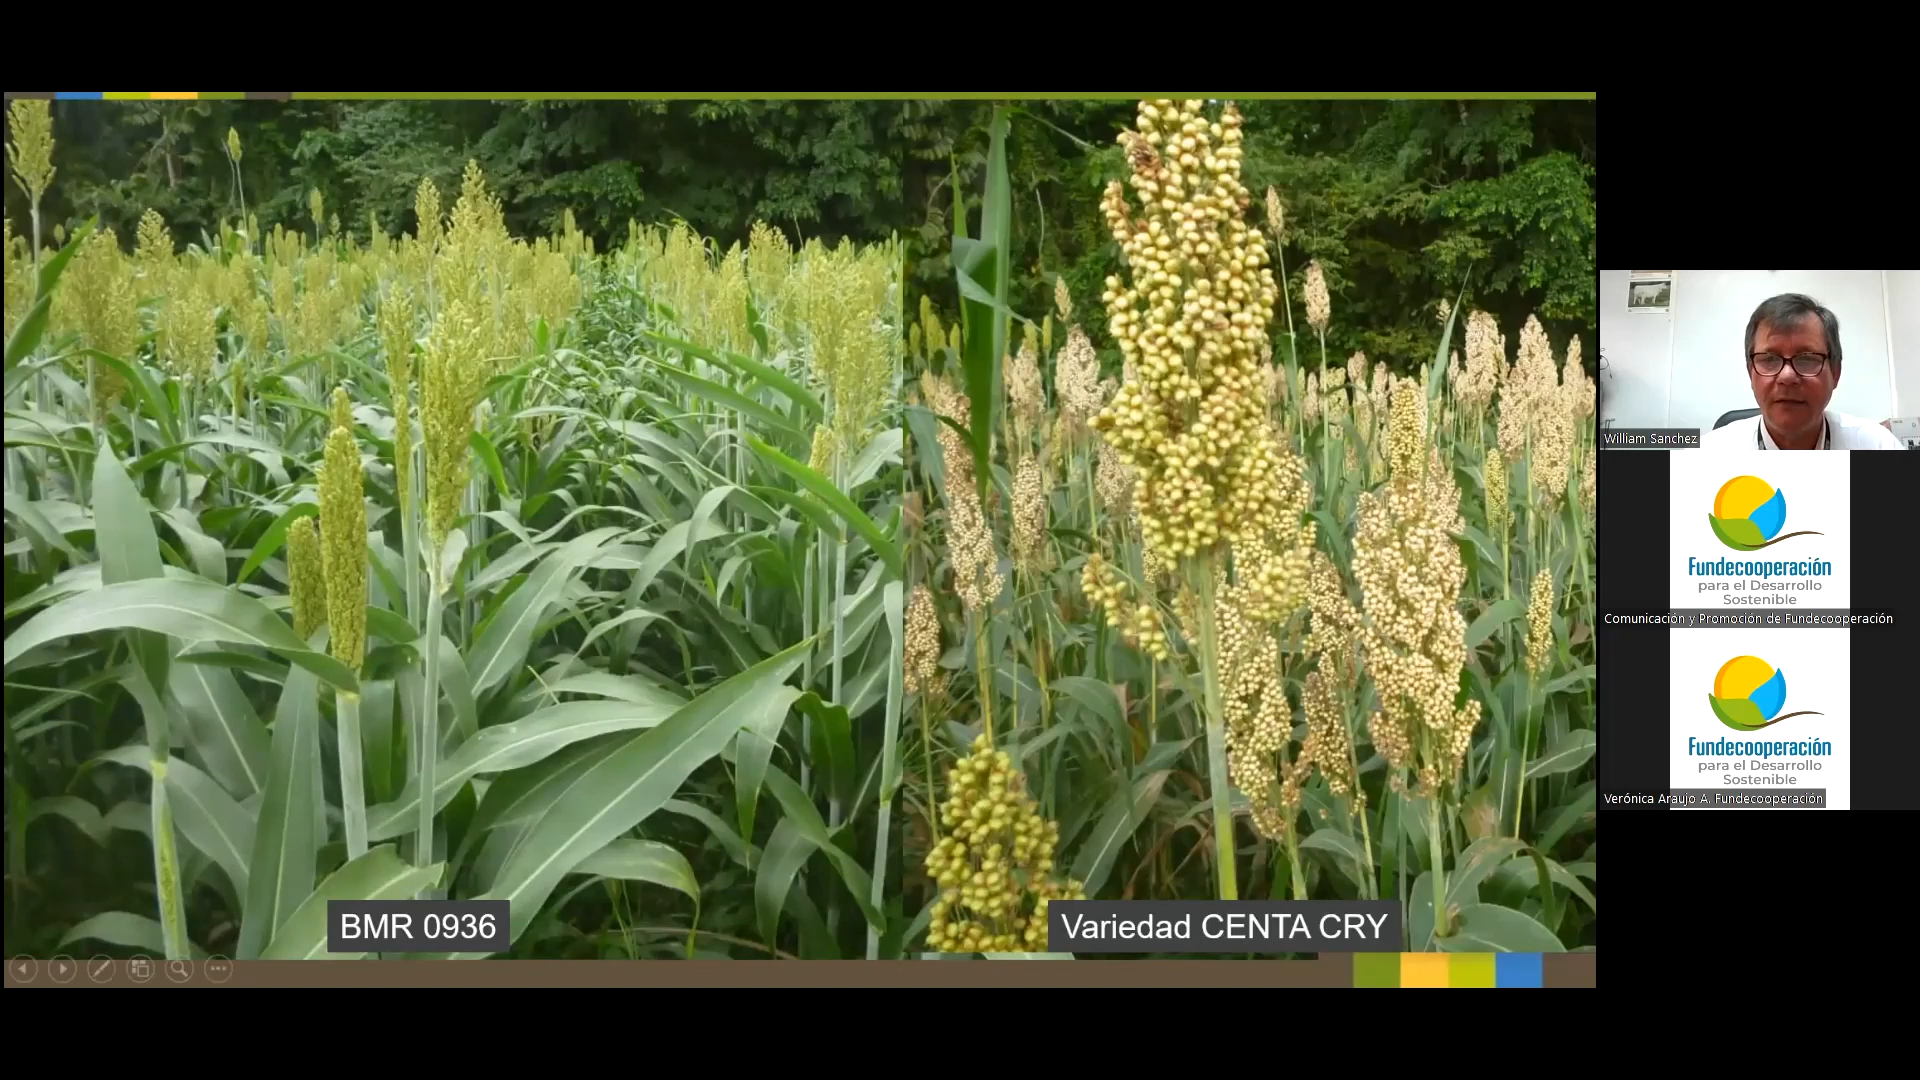 BMR 0936
Variedad CENTA CRY
William Sanchez
Fundecooperación
para el Desarrollo
Sostenible
Comunicación y Promoción de Fundecooperación
Fundecooperación
para el Desarrollo
Sostenible
Verónica Araujo A. Fundecooperación